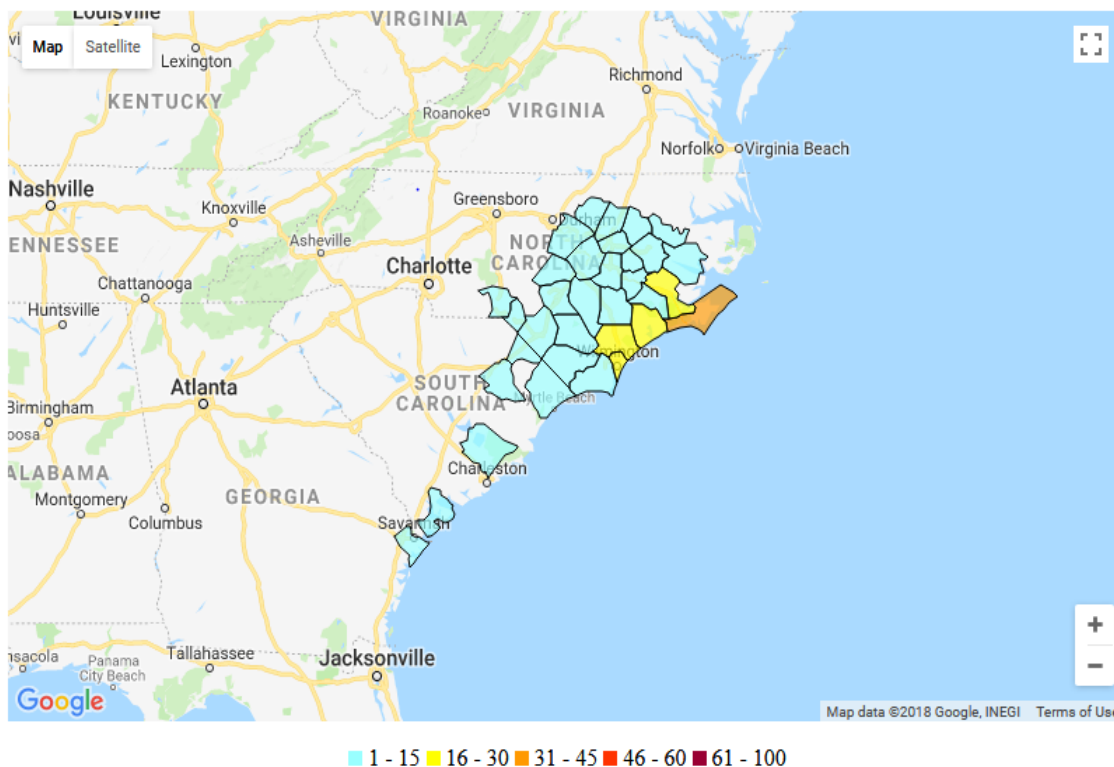 Louisville
VIRGINIA
Map
Satellite
Lexington
Richmond
KENTUCKY
Roanoke
VIRGINIA
Norfolk
Virginia Beach
Nashville
Greensboro
Knoxville
Durham
ENNESSEE
Asheville
NORTH
CAROLINA
Charlotte
Chattanooga
Huntsville
Wilmington
Atlanta
SOUTH
CAROLINA
Myrtle Beach
Birmingham
oosa
ALABAMA
Charleston
GEORGIA
Montgomery
Columbus
Savannah
Tallahassee
Jacksonville
nsacola
Panama
City Beach
Google
+
−
Map data ©2018 Google, INEGI Terms of Use
1 - 15 16 - 30 31 - 45 46 - 60 61 - 100